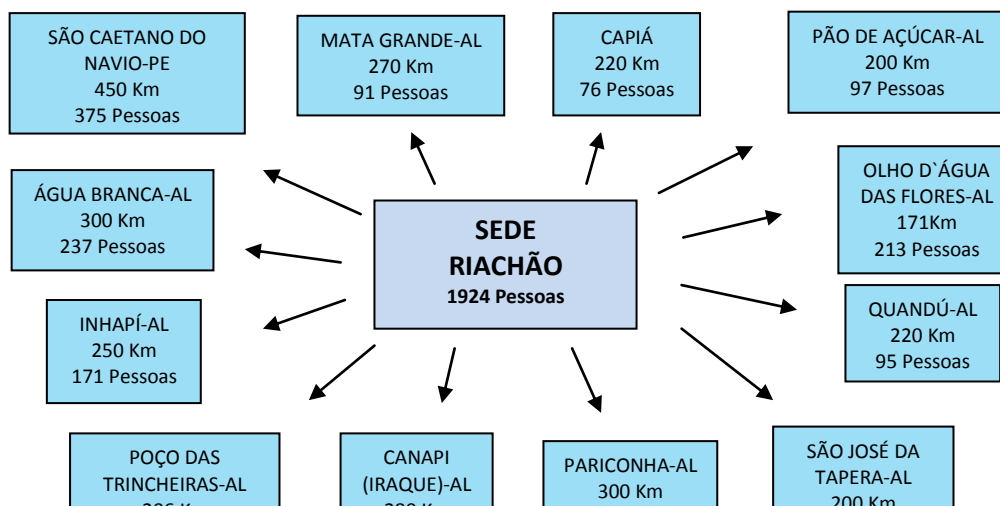 SÃO CAETANO DO
NAVIO-PE
450 Km
375 Pessoas
MATA GRANDE-AL
270 Km
91 Pessoas
CAPIÁ
220 Km
76 Pessoas
PÃO DE AÇÚCAR-AL
200 Km
97 Pessoas
ÁGUA BRANCA-AL
300 Km
237 Pessoas
SEDE
RIACHÃO
1924 Pessoas
OLHO D`ÁGUA
DAS FLORES-AL
171Km
213 Pessoas
INHAPÍ-AL
250 Km
171 Pessoas
QUANDÚ-AL
220 Km
95 Pessoas
POÇO DAS
TRINCHEIRAS-AL
CANAPI
(IRAQUE)-AL
PARICONHA-AL
300 Km
SÃO JOSÉ DA
TAPERA-AL
200 Km